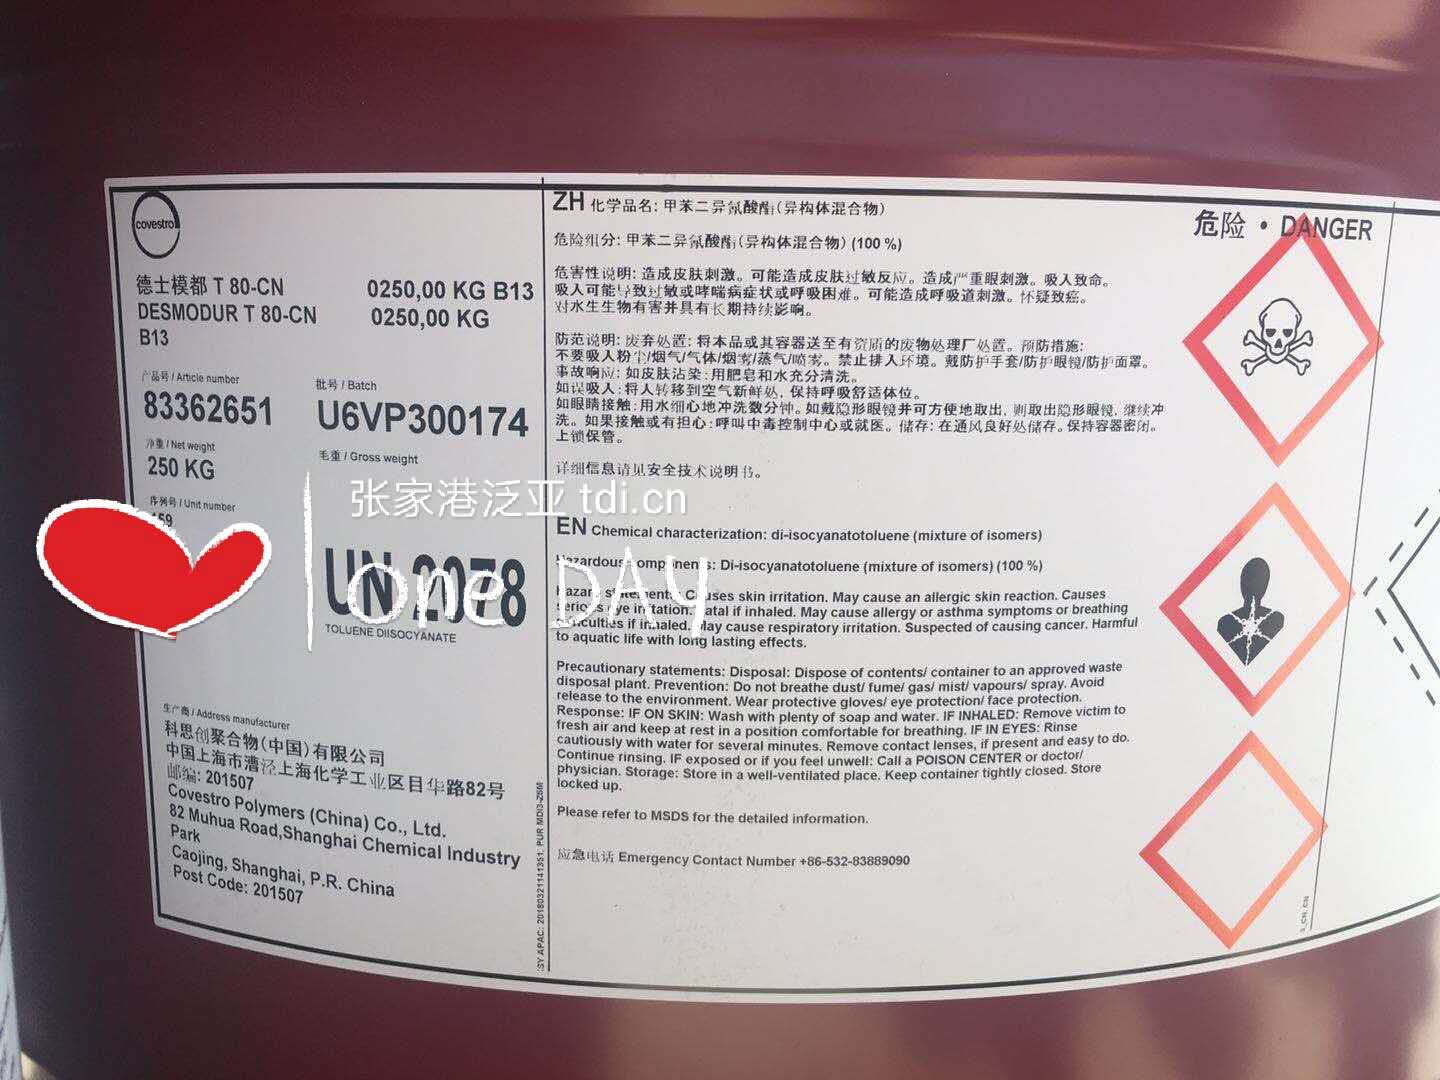 covestro
德士模都 T 80-CN 0250,00 KG B13
DESMODUR T 80-CN 0250,00 KG
B13
产品号 / Article number 批号 / Batch
83362651 U6VP300174
净重 / Net weight 毛重 / Gross weight
250 KG
序列号 / Unit number
张家港泛亚 tdi.cn
one DAY
UN 2078
TOLUENE DIISOCYANATE
生产商 / Address manufacturer
科思创聚合物(中国)有限公司
中国上海市漕泾上海化学工业区目华路82号
邮编: 201507
Covestro Polymers (China) Co., Ltd.
82 Muhua Road,Shanghai Chemical Industry
Park
Caojing, Shanghai, P.R. China
Post Code: 201507
SY APAC: 20180321141351, PUR MDI3-Z6M
ZH 化学品名: 甲苯二异氰酸酯(异构体混合物)
危险组分: 甲苯二异氰酸酯(异构体混合物) (100 %)
危害性说明: 造成皮肤刺激。可能造成皮肤过敏反应。造成严重眼刺激。吸入致命。
吸入可能导致过敏或哮喘病症状或呼吸困难。可能造成呼吸道刺激。怀疑致癌。
对水生生物有害并具有长期持续影响。
防范说明: 废弃处置: 将本品或其容器送至有资质的废物处理厂处置。预防措施:
不要吸入粉尘/烟气/气体/烟雾/蒸气/喷雾。禁止排入环境。戴防护手套/防护眼镜/防护面罩。
事故响应: 如皮肤沾染: 用肥皂和水充分清洗。
如误吸入: 将人转移到空气新鲜处, 保持呼吸舒适体位。
如眼睛接触: 用水细心地冲洗数分钟。如戴隐形眼镜并可方便地取出, 则取出隐形眼镜, 继续冲
洗。如果接触或有担心: 呼叫中毒控制中心或就医。储存: 在通风良好处储存。保持容器密闭。
上锁保管。
详细信息请见安全技术说明书。
EN Chemical characterization: di-isocyanatotoluene (mixture of isomers)
Hazardous components: Di-isocyanatotoluene (mixture of isomers) (100 %)
Hazard statements: Causes skin irritation. May cause an allergic skin reaction. Causes
serious eye irritation. Fatal if inhaled. May cause allergy or asthma symptoms or breathing
difficulties if inhaled. May cause respiratory irritation. Suspected of causing cancer. Harmful
to aquatic life with long lasting effects.
Precautionary statements: Disposal: Dispose of contents/ container to an approved waste
disposal plant. Prevention: Do not breathe dust/ fume/ gas/ mist/ vapours/ spray. Avoid
release to the environment. Wear protective gloves/ eye protection/ face protection.
Response: IF ON SKIN: Wash with plenty of soap and water. IF INHALED: Remove victim to
fresh air and keep at rest in a position comfortable for breathing. IF IN EYES: Rinse
cautiously with water for several minutes. Remove contact lenses, if present and easy to do.
Continue rinsing. IF exposed or if you feel unwell: Call a POISON CENTER or doctor/
physician. Storage: Store in a well-ventilated place. Keep container tightly closed. Store
locked up.
Please refer to MSDS for the detailed information.
应急电话 Emergency Contact Number +86-532-83889090
危险 · DANGER